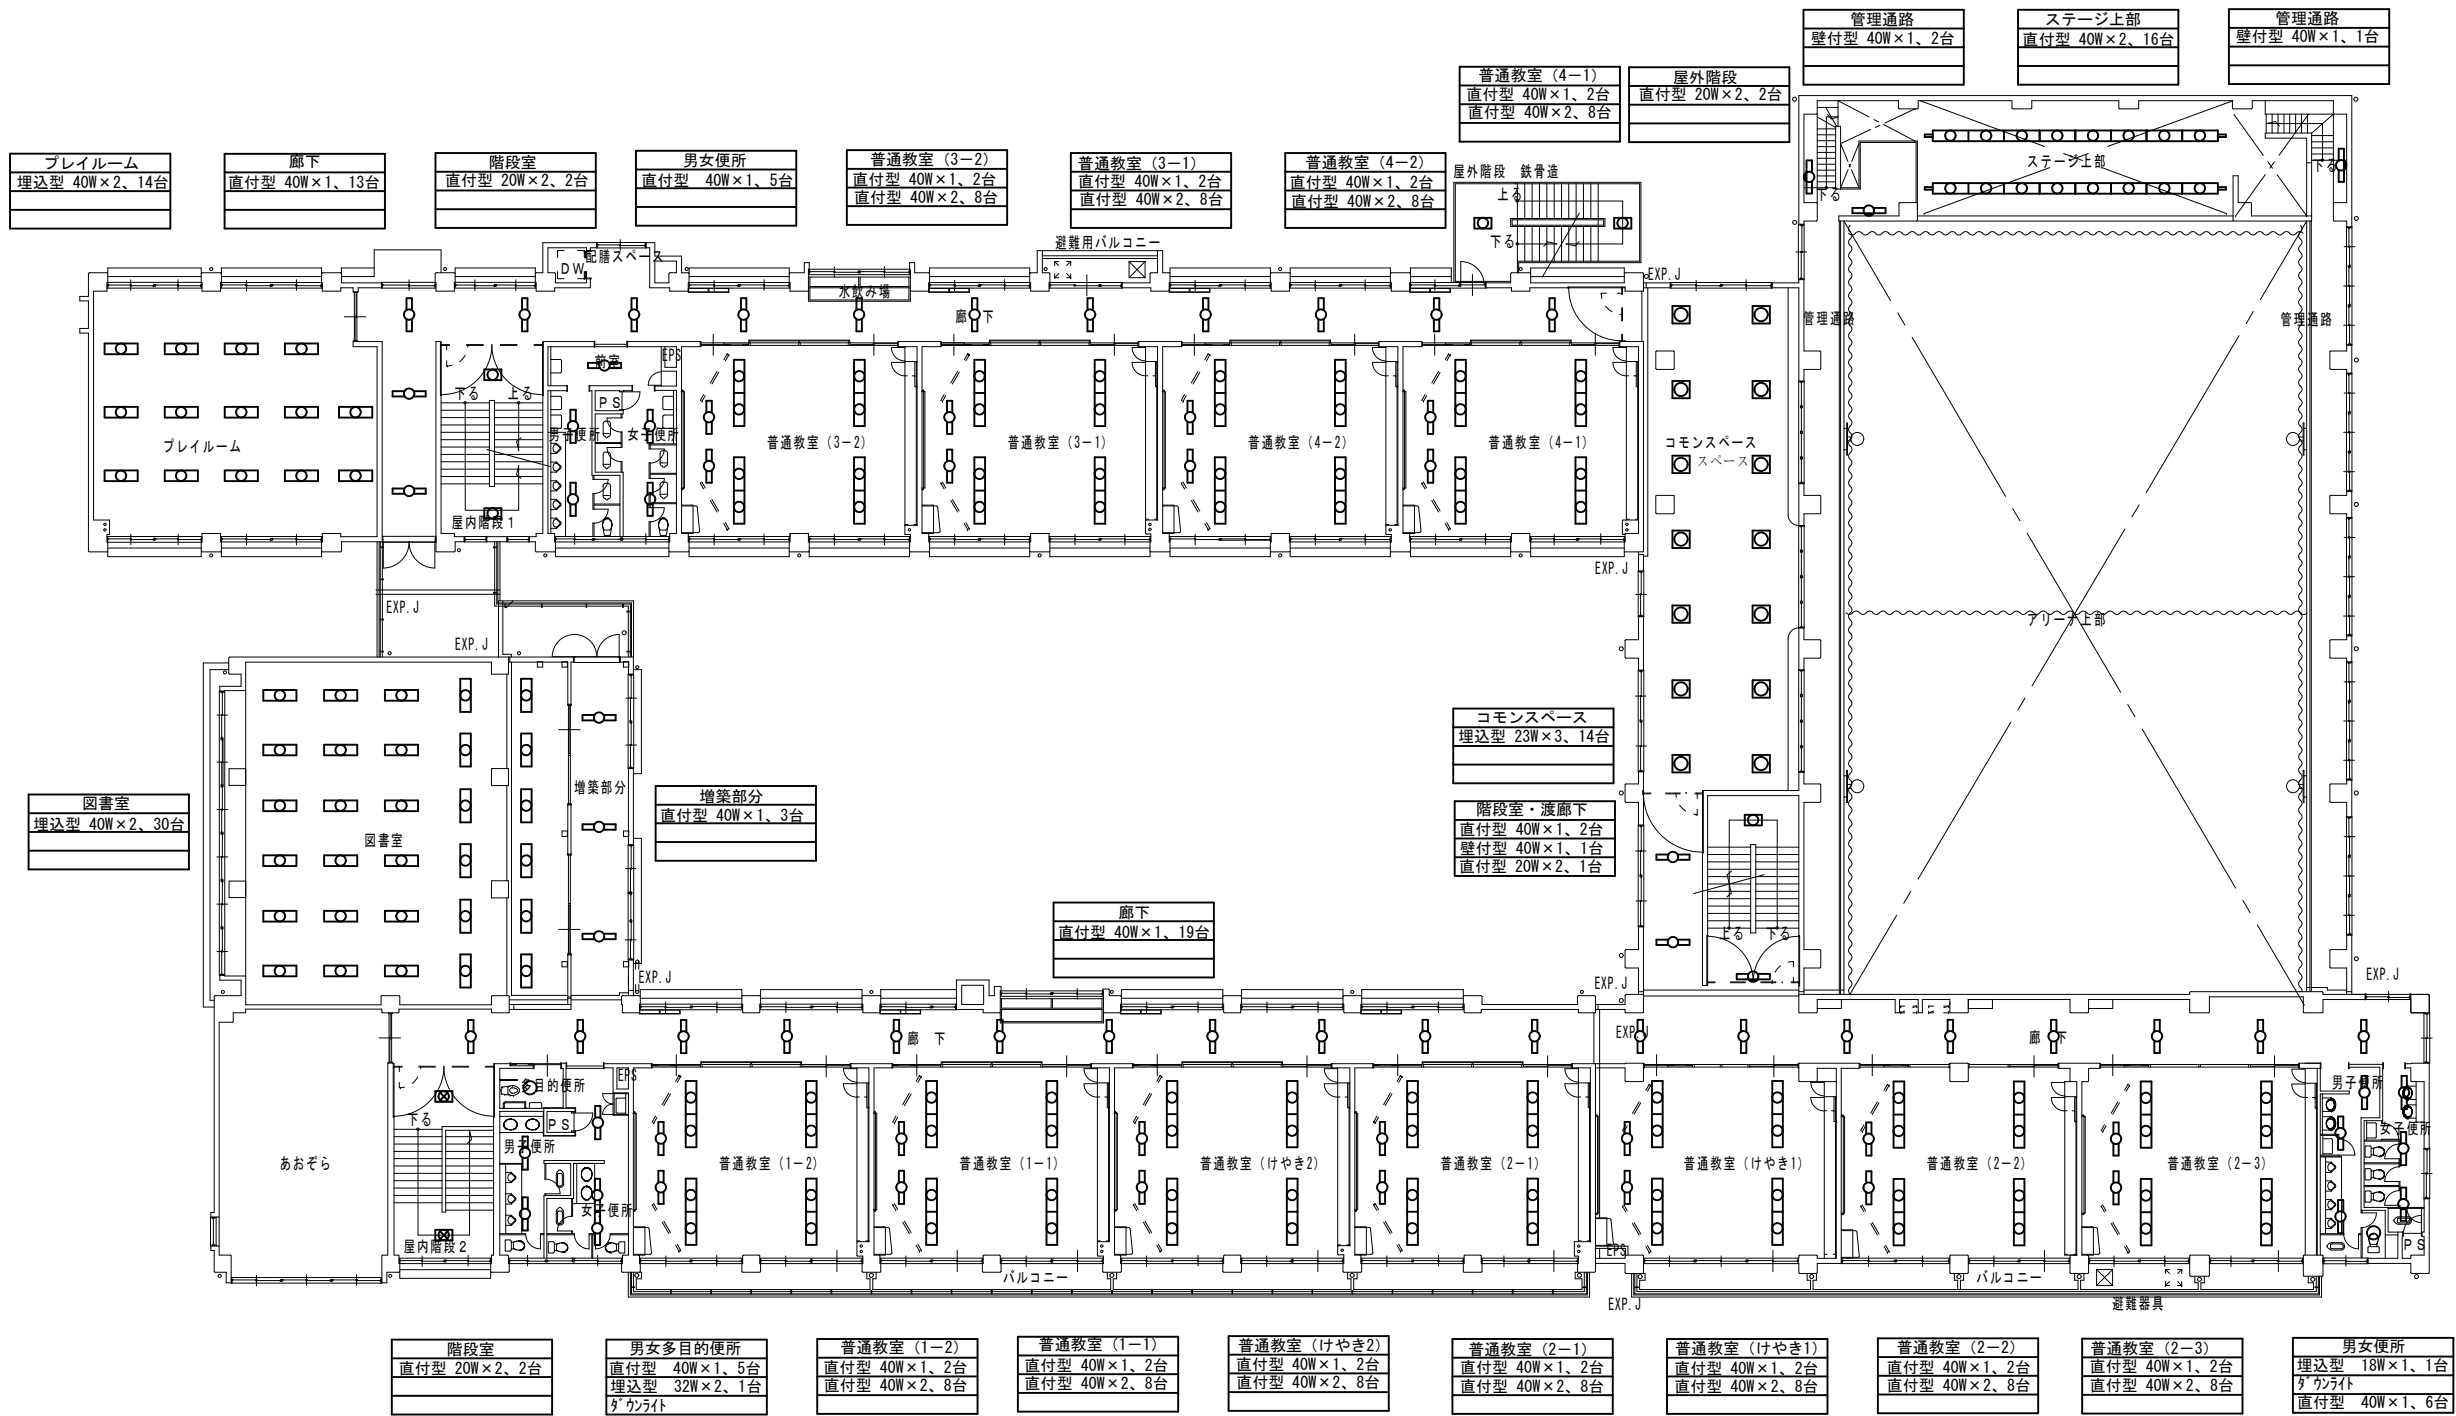 管理通路
壁付型 40W×1、2台
ステージ上部
直付型 40W×2、16台
管理通路
壁付型 40W×1、1台
普通教室（4－1）
直付型 40W×1、2台
直付型 40W×2、8台
屋外階段
直付型 20W×2、2台
プレイルーム
埋込型 40W×2、14台
廊下
直付型 40W×1、13台
階段室
直付型 20W×2、2台
男女便所
直付型 40W×1、5台
普通教室（3－2）
直付型 40W×1、2台
直付型 40W×2、8台
普通教室（3－1）
直付型 40W×1、2台
直付型 40W×2、8台
普通教室（4－2）
直付型 40W×1、2台
直付型 40W×2、8台
屋外階段 鉄骨造
上る
下る
ステージ上部
下る
下る
避難用バルコニー
配膳スペース
DW
水飲み場
廊 下
EXP.J
管理通路
管理通路
前室
EPS
下る
上る
PS
男子便所
女子便所
プレイルーム
普通教室（3－2）
普通教室（3－1）
普通教室（4－2）
普通教室（4－1）
コモンスペース
スペース
屋内階段1
EXP.J
EXP.J
EXP.J
アリーナ上部
コモンスペース
埋込型 23W×3、14台
図書室
埋込型 40W×2、30台
図書室
増築部分
増築部分
直付型 40W×1、3台
階段室・渡廊下
直付型 40W×1、2台
壁付型 40W×1、1台
直付型 20W×2、1台
廊下
直付型 40W×1、19台
上る
下る
EXP.J
EXP.J
EXP.J
EXP.J
廊 下
廊 下
多目的便所
EPS
下る
PS
男子便所
女子便所
あおぞら
屋内階段2
普通教室（1－2）
普通教室（1－1）
普通教室（けやき2）
普通教室（2－1）
普通教室（けやき1）
普通教室（2－2）
普通教室（2－3）
男子便所
女子便所
PS
EPS
バルコニー
バルコニー
EXP.J
避難器具
階段室
直付型 20W×2、2台
男女多目的便所
直付型 40W×1、5台
埋込型 32W×2、1台
ﾀﾞｳﾝﾗｲﾄ
普通教室（1－2）
直付型 40W×1、2台
直付型 40W×2、8台
普通教室（1－1）
直付型 40W×1、2台
直付型 40W×2、8台
普通教室（けやき2）
直付型 40W×1、2台
直付型 40W×2、8台
普通教室（2－1）
直付型 40W×1、2台
直付型 40W×2、8台
普通教室（けやき1）
直付型 40W×1、2台
直付型 40W×2、8台
普通教室（2－2）
直付型 40W×1、2台
直付型 40W×2、8台
普通教室（2－3）
直付型 40W×1、2台
直付型 40W×2、8台
男女便所
埋込型 18W×1、1台
ﾀﾞｳﾝﾗｲﾄ
直付型 40W×1、6台